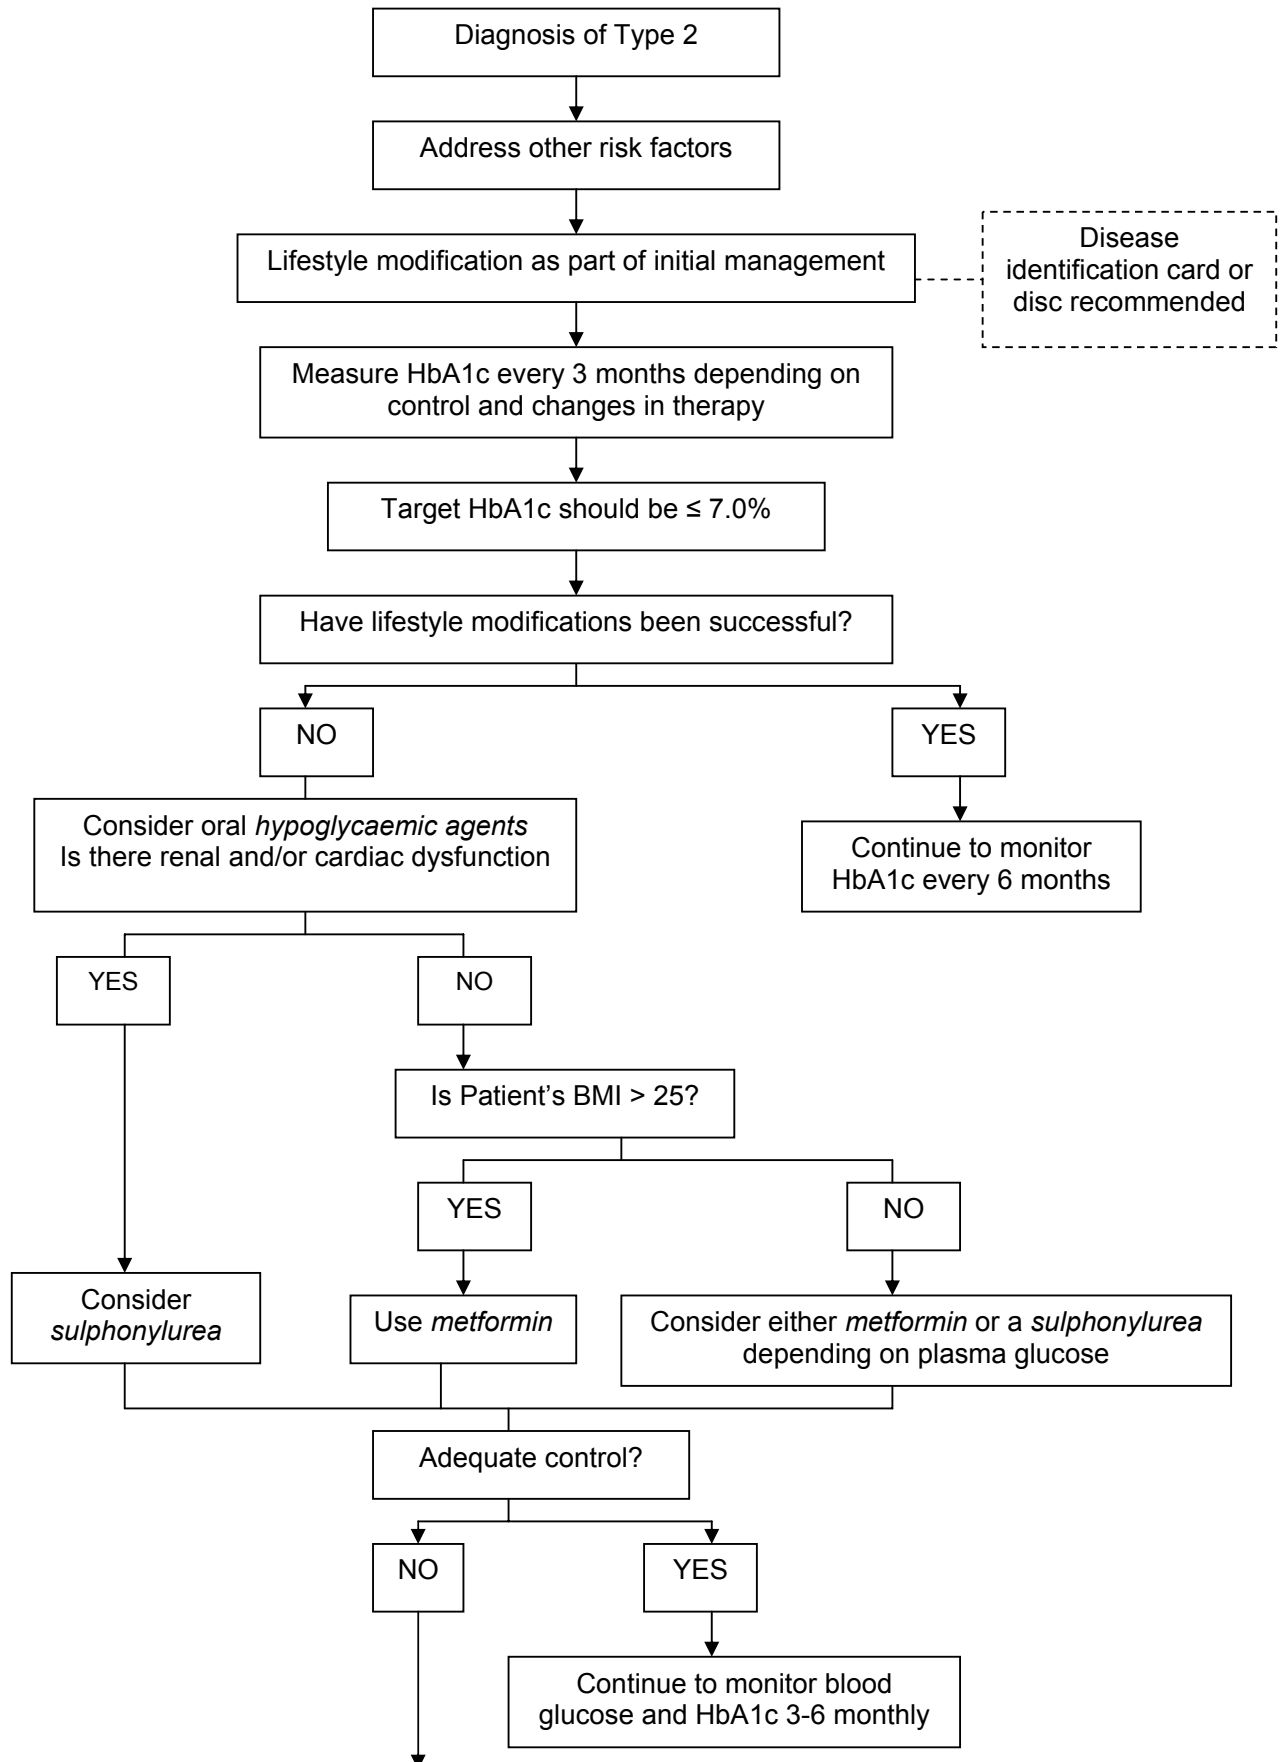 Diagnosis of Type 2
Address other risk factors
Lifestyle modification as part of initial management
Disease
identification card or
disc recommended
Measure HbA1c every 3 months depending on
control and changes in therapy
Target HbA1c should be ≤ 7.0%
Have lifestyle modifications been successful?
NO
YES
Consider oral hypoglycaemic agents
Is there renal and/or cardiac dysfunction
Continue to monitor
HbA1c every 6 months
YES
NO
Is Patient’s BMI > 25?
YES
NO
Consider
sulphonylurea
Use metformin
Consider either metformin or a sulphonylurea
depending on plasma glucose
Adequate control?
NO
YES
Continue to monitor blood
glucose and HbA1c 3-6 monthly